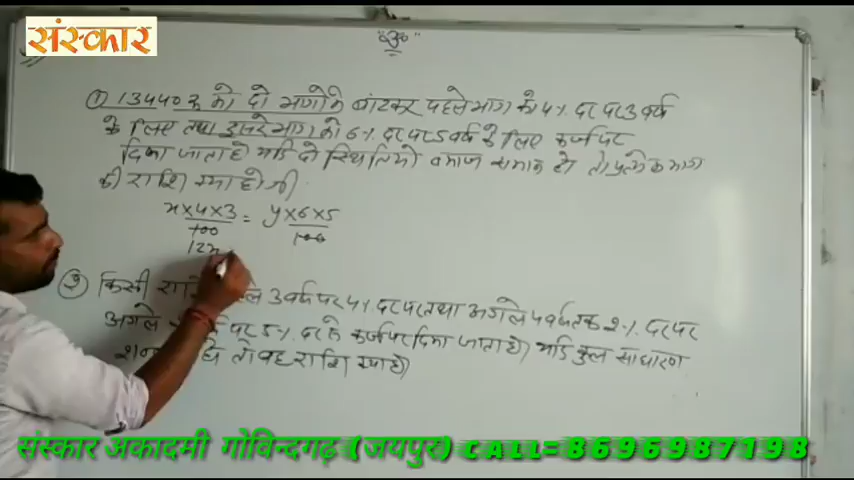 संस्कार
"ॐ"
① 13440 रु को दो भागों में बांटकर पहले भाग को 4% दर पर 3 वर्ष
के लिए तथा दूसरे भाग को 6% दर पर 5 वर्ष के लिए कर्ज पर
दिया जाता है यदि दो स्थितियों ब्याज समान हो तो प्रत्येक भाग
की राशि क्या होगी
x×4×3/100 = y×6×5/100
12x
② किसी 3 वर्ष पर 4% दर पर तथा अगले 4 वर्ष तक 2% दर पर
अगले पर 5% दर से कर्ज पर दिया जाता है यदि कुल साधारण
तो वह राशि क्या है
संस्कार अकादमी गोविन्दगढ़ (जयपुर) CALL=8696987198